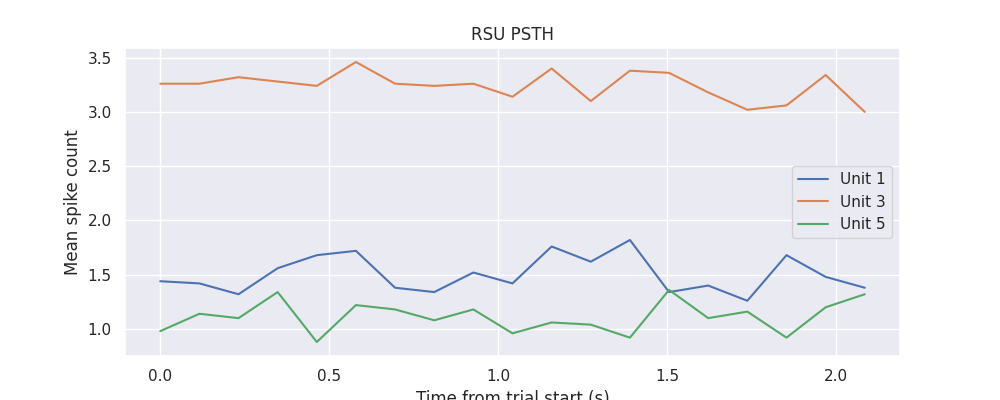 RSU PSTH
3.5
3.0
2.5
2.0
1.5
1.0
Mean spike count
Unit 1
Unit 3
Unit 5
0.0 0.5 1.0 1.5 2.0
Time from trial start (s)